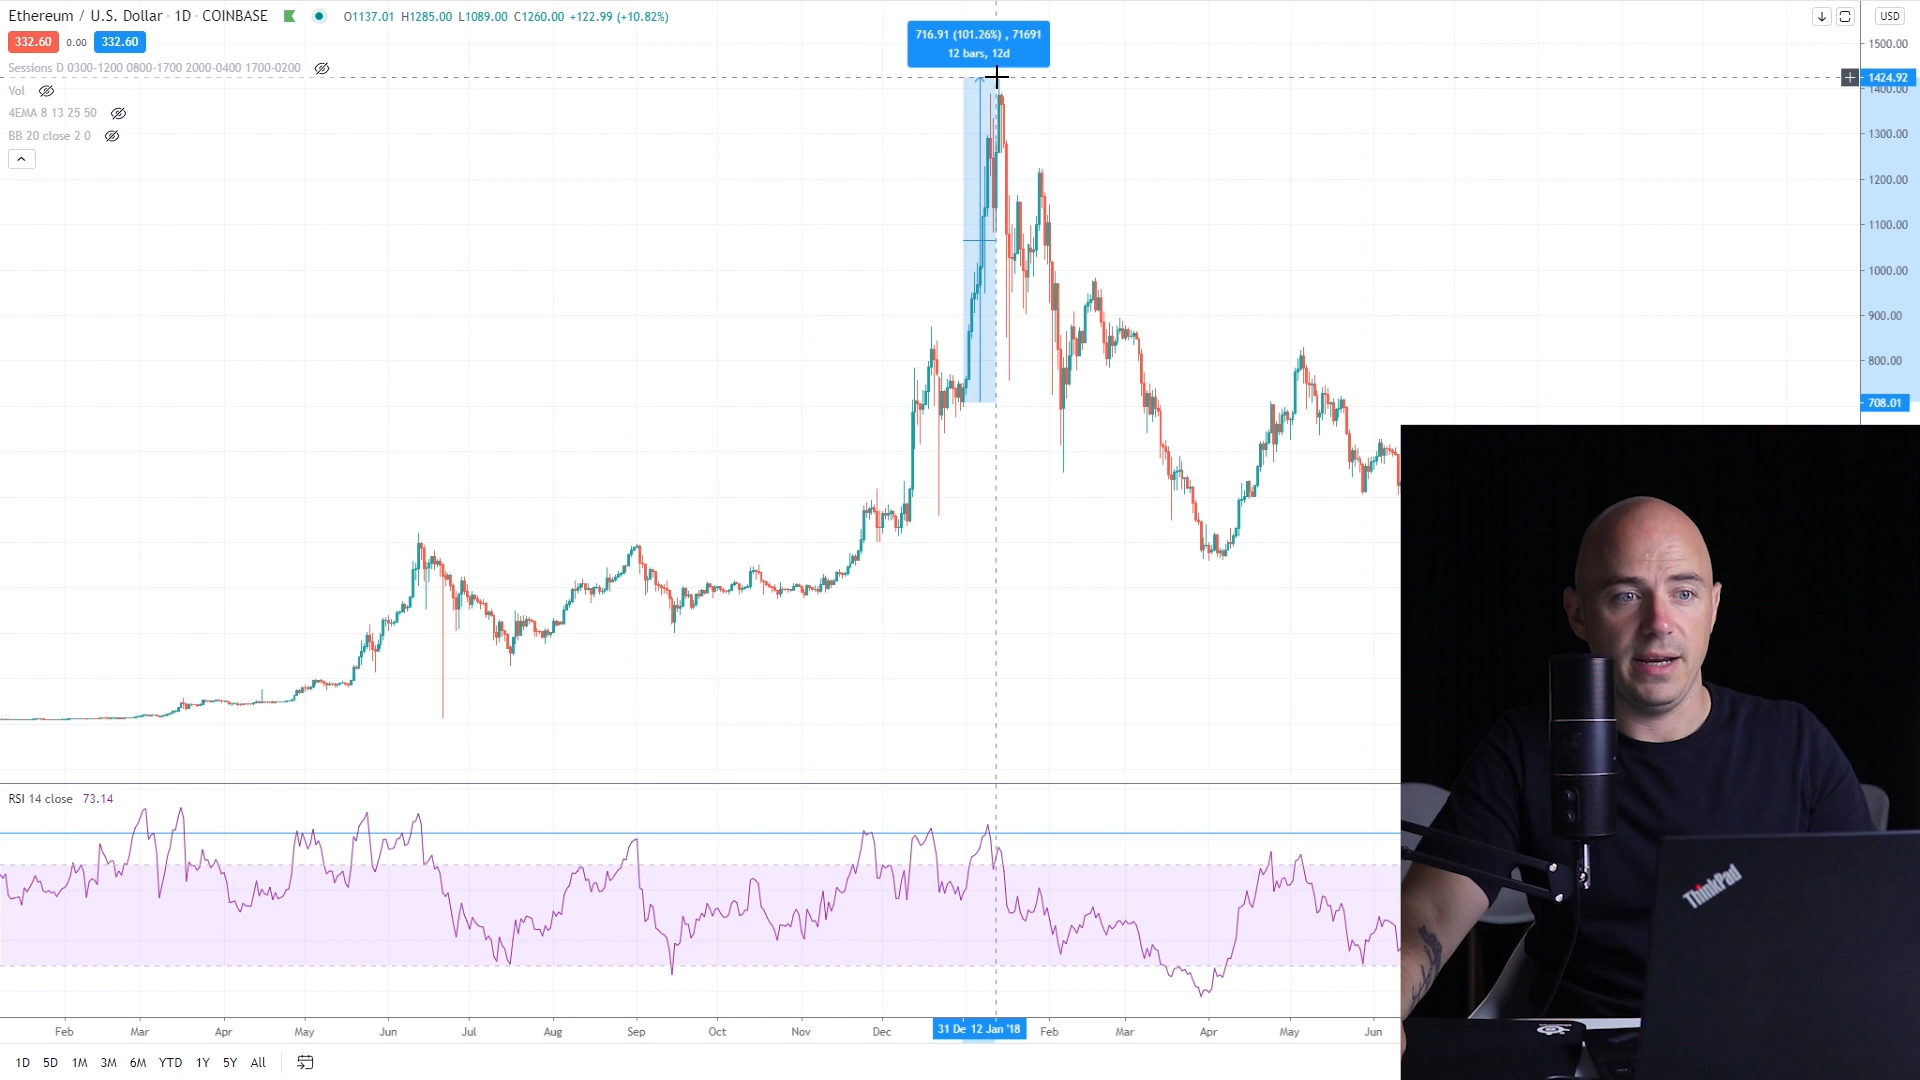 Ethereum / U.S. Dollar · 1D · COINBASE O1137.01 H1285.00 L1089.00 C1260.00 +122.99 (+10.82%)
332.60 0.00 332.60
Sessions D 0300-1200 0800-1700 2000-0400 1700-0200
Vol
4EMA 8 13 25 50
BB 20 close 2 0
716.91 (101.26%) , 71691
12 bars, 12d
USD
1500.00
1424.92
1400.00
1300.00
1200.00
1100.00
1000.00
900.00
800.00
708.01
RSI 14 close 73.14
ThinkPad
Feb Mar Apr May Jun Jul Aug Sep Oct Nov Dec 31 De 12 Jan '18 Feb Mar Apr May Jun
1D 5D 1M 3M 6M YTD 1Y 5Y All